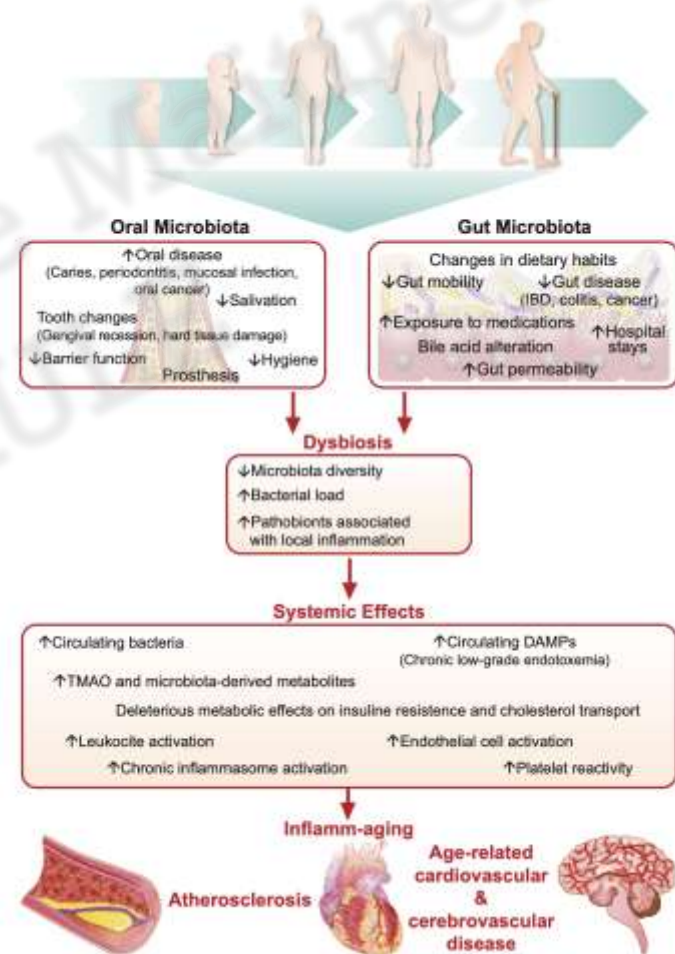 Oral Microbiota
↑Oral disease
(Caries, periodontitis, mucosal infection,
oral cancer)
↓Salivation
Tooth changes
(Gengival recession, hard tissue damage)
↓Barrier function
↓Hygiene
Prosthesis
Gut Microbiota
Changes in dietary habits
↓Gut mobility
↓Gut disease
(IBD, colitis, cancer)
↑Exposure to medications
↑Hospital
stays
Bile acid alteration
↑Gut permeability
Dysbiosis
↓Microbiota diversity
↑Bacterial load
↑Pathobionts associated
with local inflammation
Systemic Effects
↑Circulating bacteria
↑Circulating DAMPs
(Chronic low-grade endotoxemia)
↑TMAO and microbiota-derived metabolites
Deleterious metabolic effects on insuline resistence and cholesterol transport
↑Leukocite activation
↑Endothelial cell activation
↑Chronic inflammasome activation
↑Platelet reactivity
Inflamm-aging
Atherosclerosis
Age-related
cardiovascular
&
cerebrovascular
disease